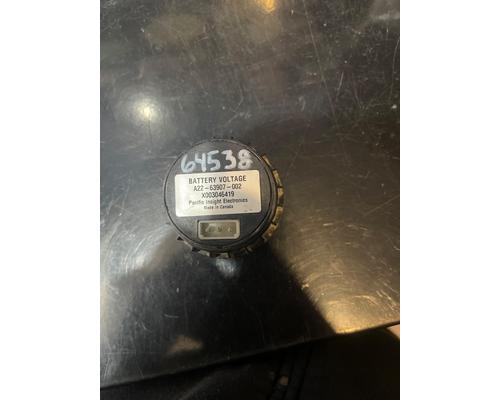 64538
BATTERY VOLTAGE
A22-63907-002
X003046419
Pacific Insight Electronics
Made in Canada